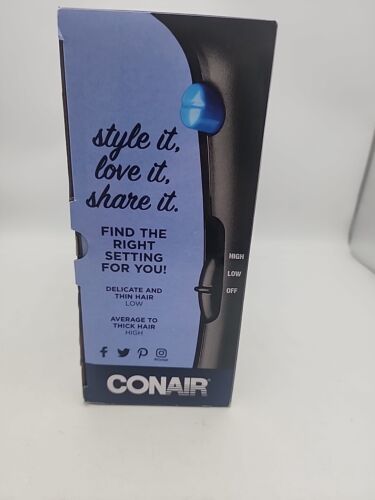 style it,
love it,
share it.
FIND THE
RIGHT
SETTING
FOR YOU!
DELICATE AND
THIN HAIR
LOW
AVERAGE TO
THICK HAIR
HIGH
HIGH
LOW
OFF
CONAIR